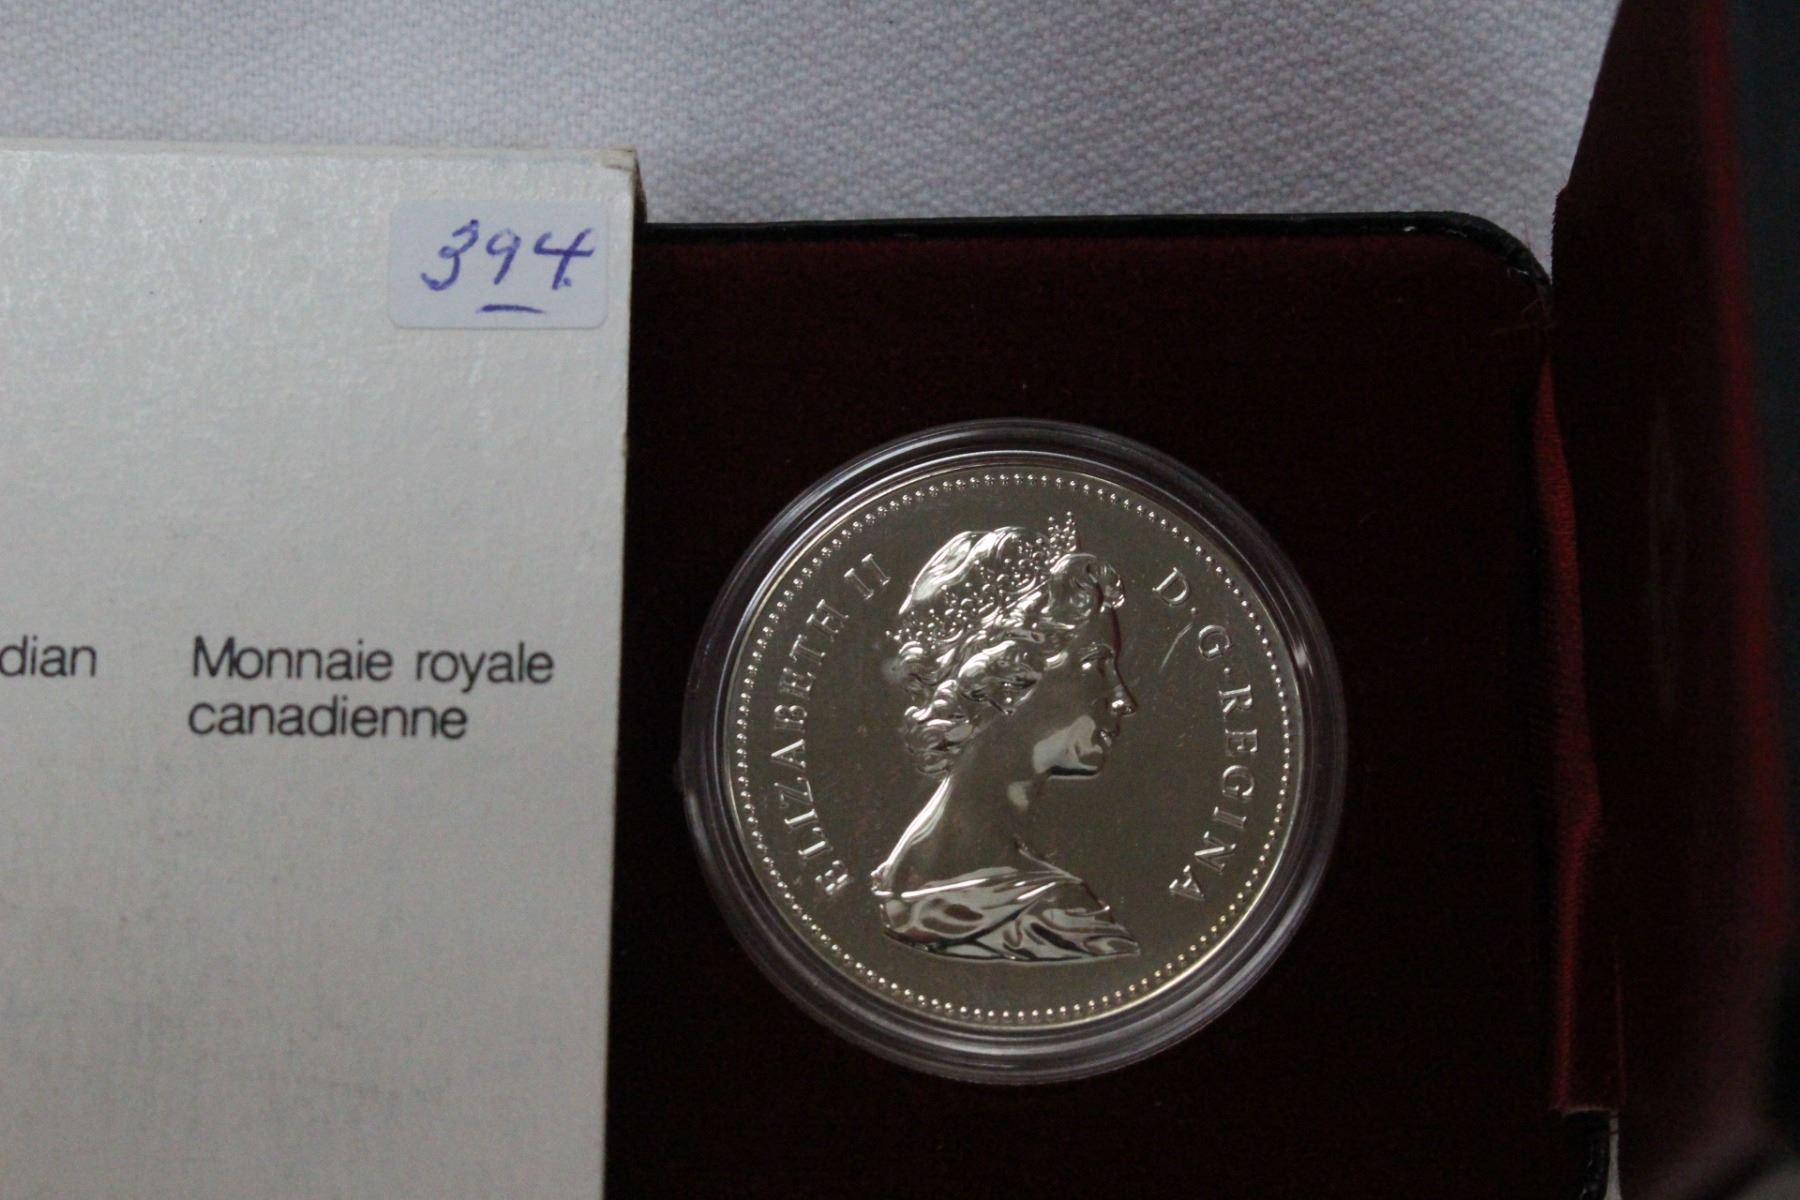 394.
dian
Monnaie royale
canadienne
ELIZABETH II D·G·REGINA